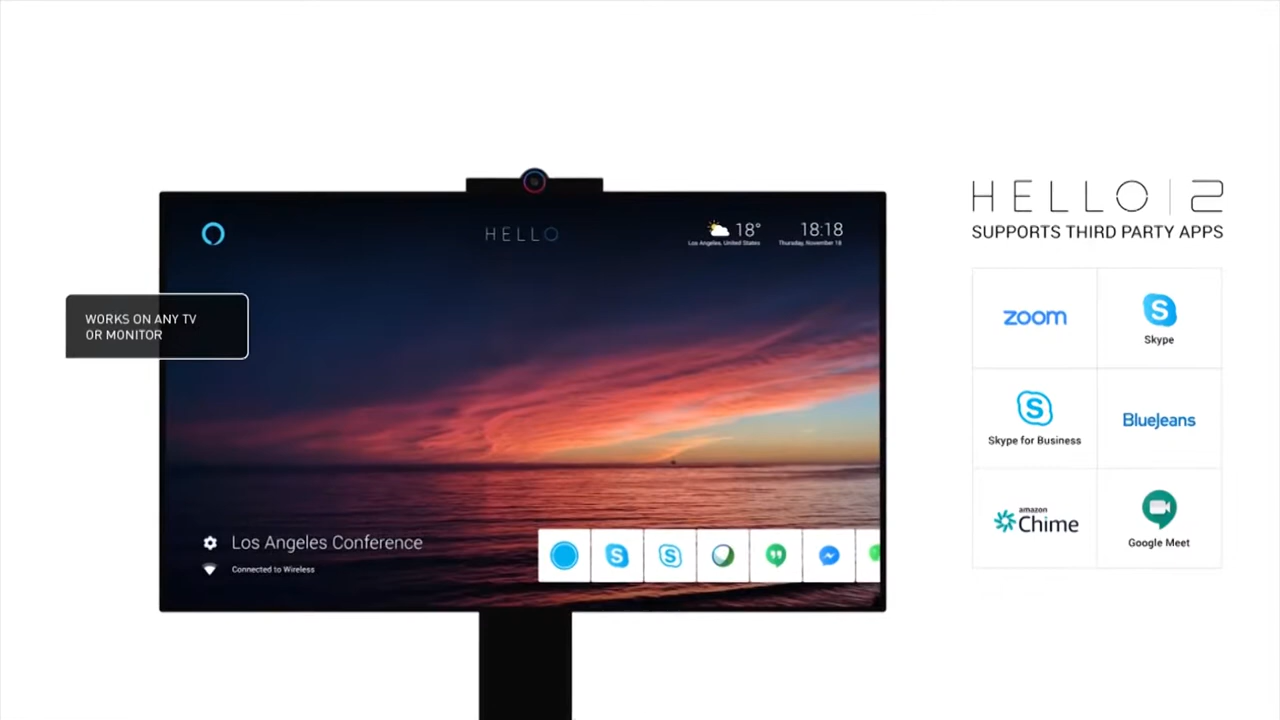 HELLO 2
SUPPORTS THIRD PARTY APPS
HELLO
18°
Los Angeles, United States
18:18
Thursday, November 18
WORKS ON ANY TV
OR MONITOR
zoom
Skype
Skype for Business
BlueJeans
amazon
Chime
Google Meet
Los Angeles Conference
Connected to Wireless